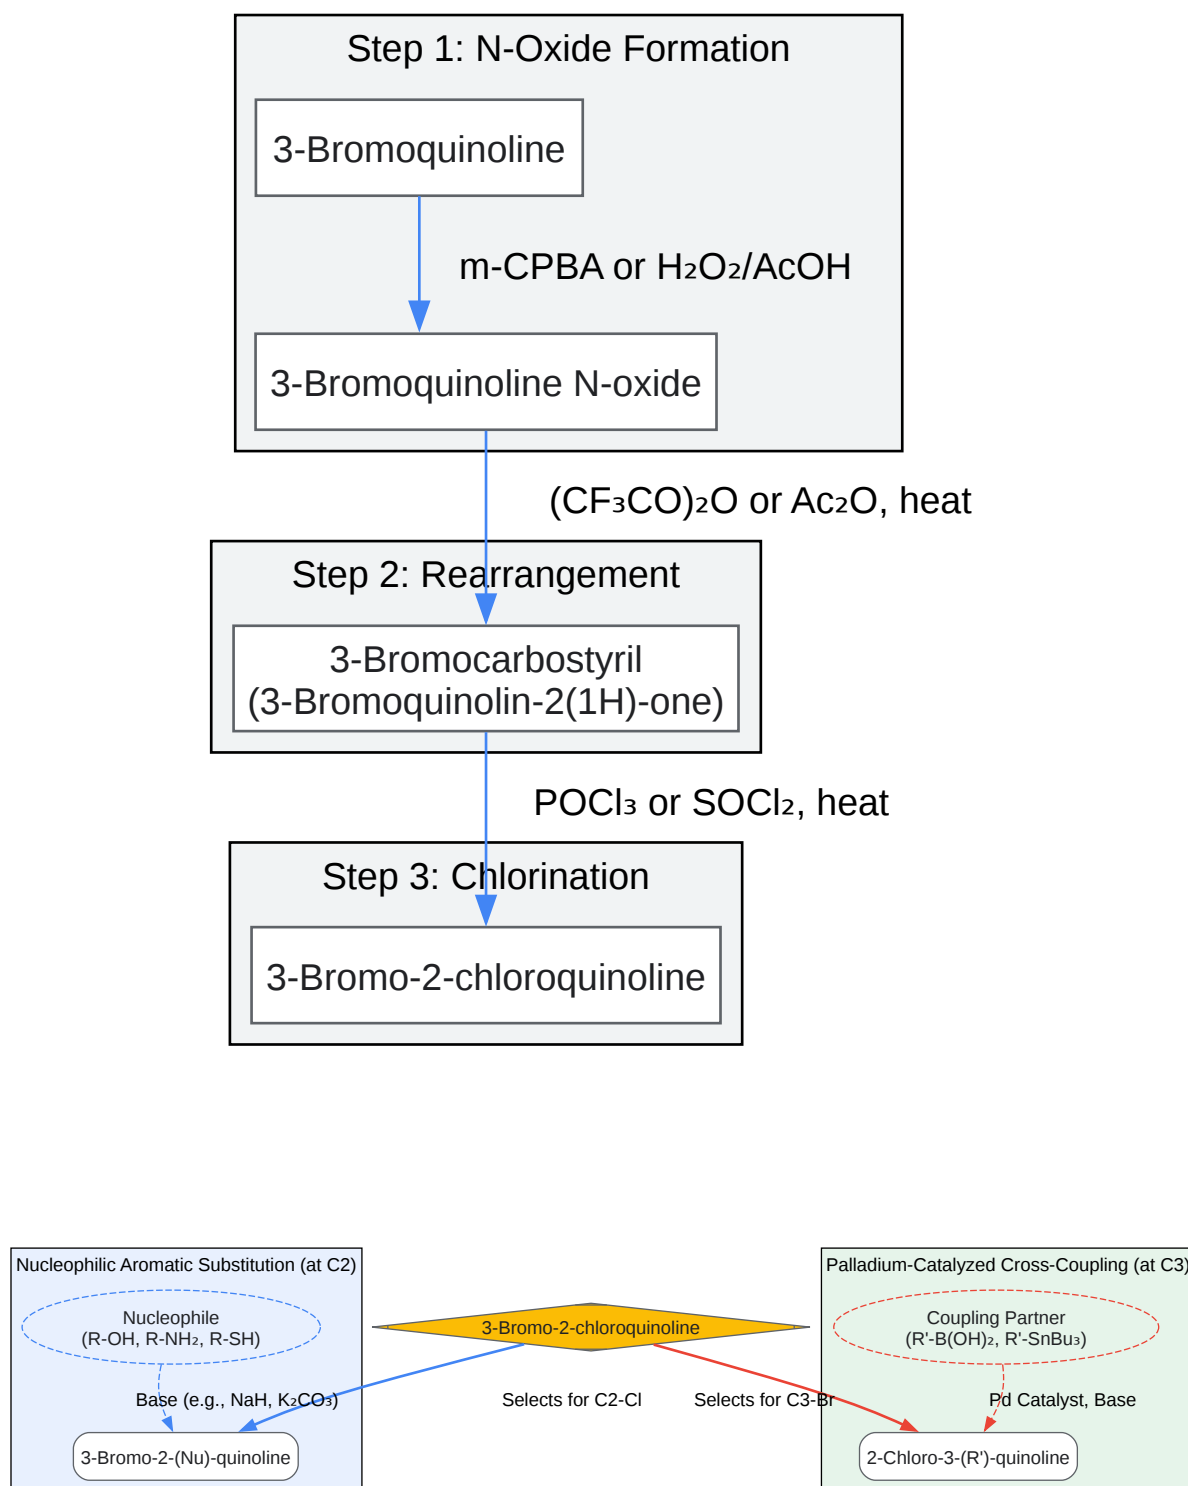 Step 1: N-Oxide Formation
3-Bromoquinoline
m-CPBA or H₂O₂/AcOH
3-Bromoquinoline N-oxide
(CF₃CO)₂O or Ac₂O, heat
Step 2: Rearrangement
3-Bromocarbostyril
(3-Bromoquinolin-2(1H)-one)
POCl₃ or SOCl₂, heat
Step 3: Chlorination
3-Bromo-2-chloroquinoline
Nucleophilic Aromatic Substitution (at C2)
Nucleophile
(R-OH, R-NH₂, R-SH)
Base (e.g., NaH, K₂CO₃)
3-Bromo-2-(Nu)-quinoline
3-Bromo-2-chloroquinoline
Selects for C2-Cl
Selects for C3-Br
Palladium-Catalyzed Cross-Coupling (at C3)
Coupling Partner
(R'-B(OH)₂, R'-SnBu₃)
Pd Catalyst, Base
2-Chloro-3-(R')-quinoline